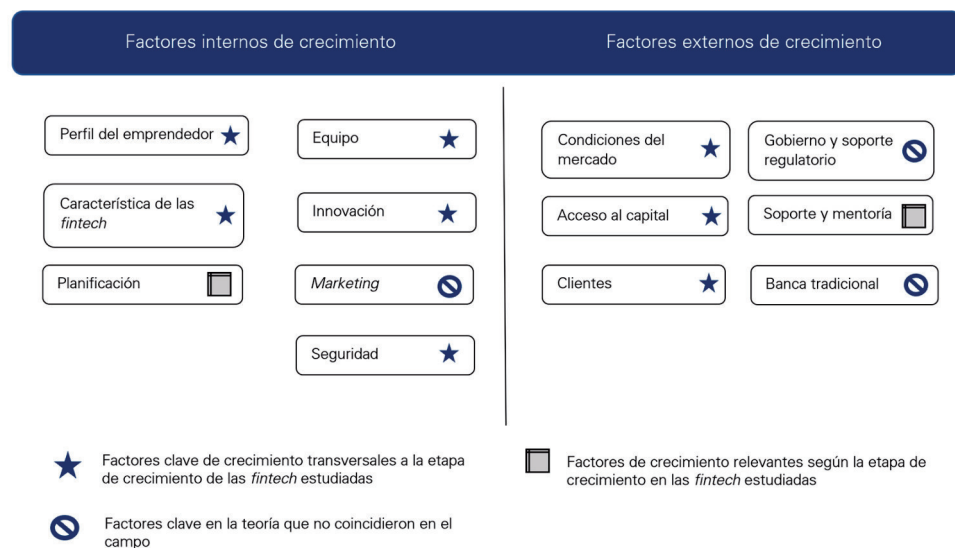 Factores internos de crecimiento
Factores externos de crecimiento
Perfil del emprendedor
Característica de las
fintech
Planificación
Equipo
Innovación
Marketing
Seguridad
Condiciones del
mercado
Acceso al capital
Clientes
Gobierno y soporte
regulatorio
Soporte y mentoría
Banca tradicional
Factores clave de crecimiento transversales a la etapa
de crecimiento de las fintech estudiadas
Factores clave en la teoría que no coincidieron en el
campo
Factores de crecimiento relevantes según la etapa de
crecimiento en las fintech estudiadas